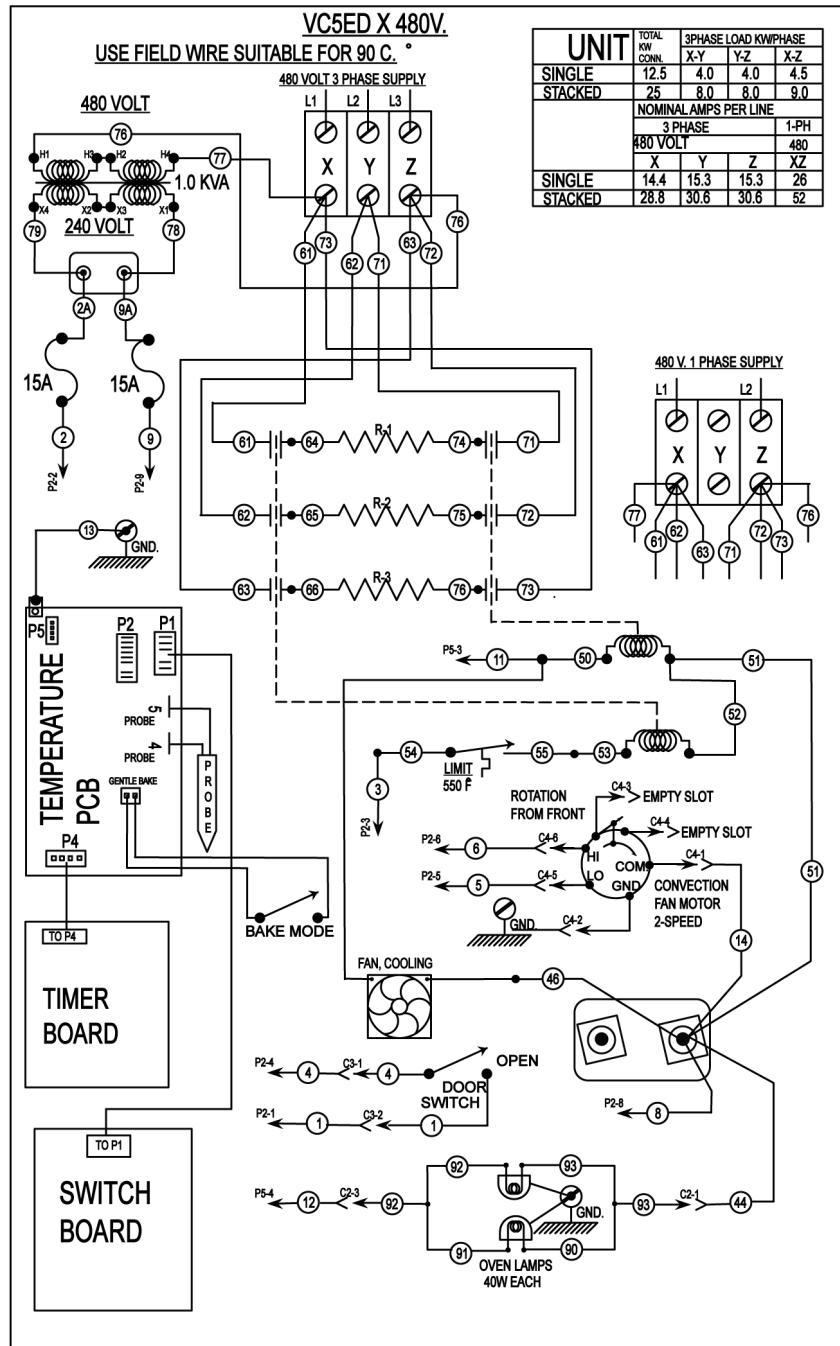 VC5ED X 480V.
USE FIELD WIRE SUITABLE FOR 90 C. °
UNIT
TOTAL KW CONN.
3PHASE LOAD KW/PHASE
X-Y Y-Z X-Z
SINGLE 12.5 4.0 4.0 4.5
STACKED 25 8.0 8.0 9.0
NOMINAL AMPS PER LINE
3 PHASE 1-PH
480 VOLT 480
X Y Z XZ
SINGLE 14.4 15.3 15.3 26
STACKED 28.8 30.6 30.6 52
480 VOLT 3 PHASE SUPPLY
L1 L2 L3
X Y Z
61 73 62 71 63 72 76
480 VOLT
76
H1 H3 H2 H4
77
1.0 KVA
X4 X2 X3 X1
240 VOLT
79 78
2A 9A
15A 15A
2 9
P2-2 P2-9
480 V. 1 PHASE SUPPLY
L1 L2
X Y Z
77 61 62 63 71 72 73 76
R-1
61 64 74 71
R-2
62 65 75 72
R-3
63 66 76 73
13
GND.
P5 P2 P1
TEMPERATURE
PCB
5
PROBE
4
PROBE
PROBE
GENTLE BAKE
P4
BAKE MODE
TO P4
TIMER
BOARD
TO P1
SWITCH
BOARD
P5-3 11 50 51
52
54 55 53
LIMIT
550 F°
3
P2-3
ROTATION
FROM FRONT
C4-3 EMPTY SLOT
C4-4 EMPTY SLOT
P2-6 6 C4-6
HI
COM.
C4-1
P2-5 5 C4-5
LO
GND
CONVECTION
FAN MOTOR
2-SPEED
GND.
C4-2
14
51
FAN, COOLING
46
P2-4 4 C3-1 4
OPEN
DOOR
SWITCH
P2-1 1 C3-2 1
P2-8 8
P5-4 12 C2-3 92
92 93
GND.
93 C2-1 44
91 90
OVEN LAMPS
40W EACH